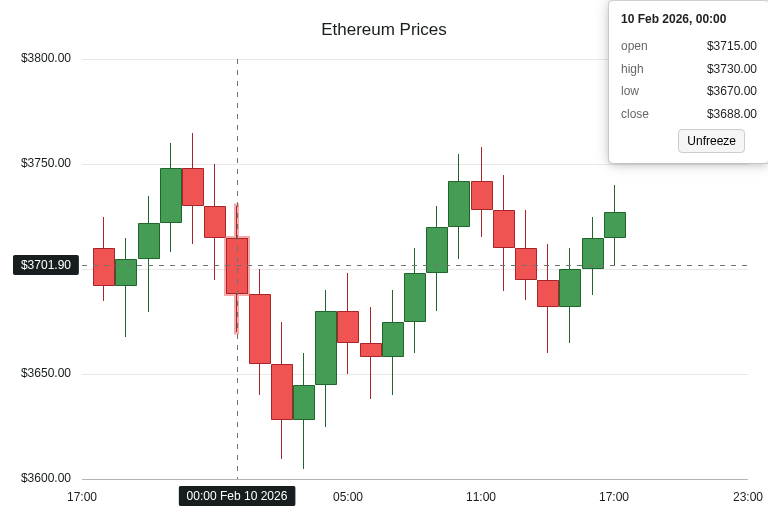 Ethereum Prices
10 Feb 2026, 00:00
open $3715.00
high $3730.00
low $3670.00
close $3688.00
Unfreeze
$3800.00
$3750.00
$3701.90
$3650.00
$3600.00
17:00 00:00 Feb 10 2026 05:00 11:00 17:00 23:00